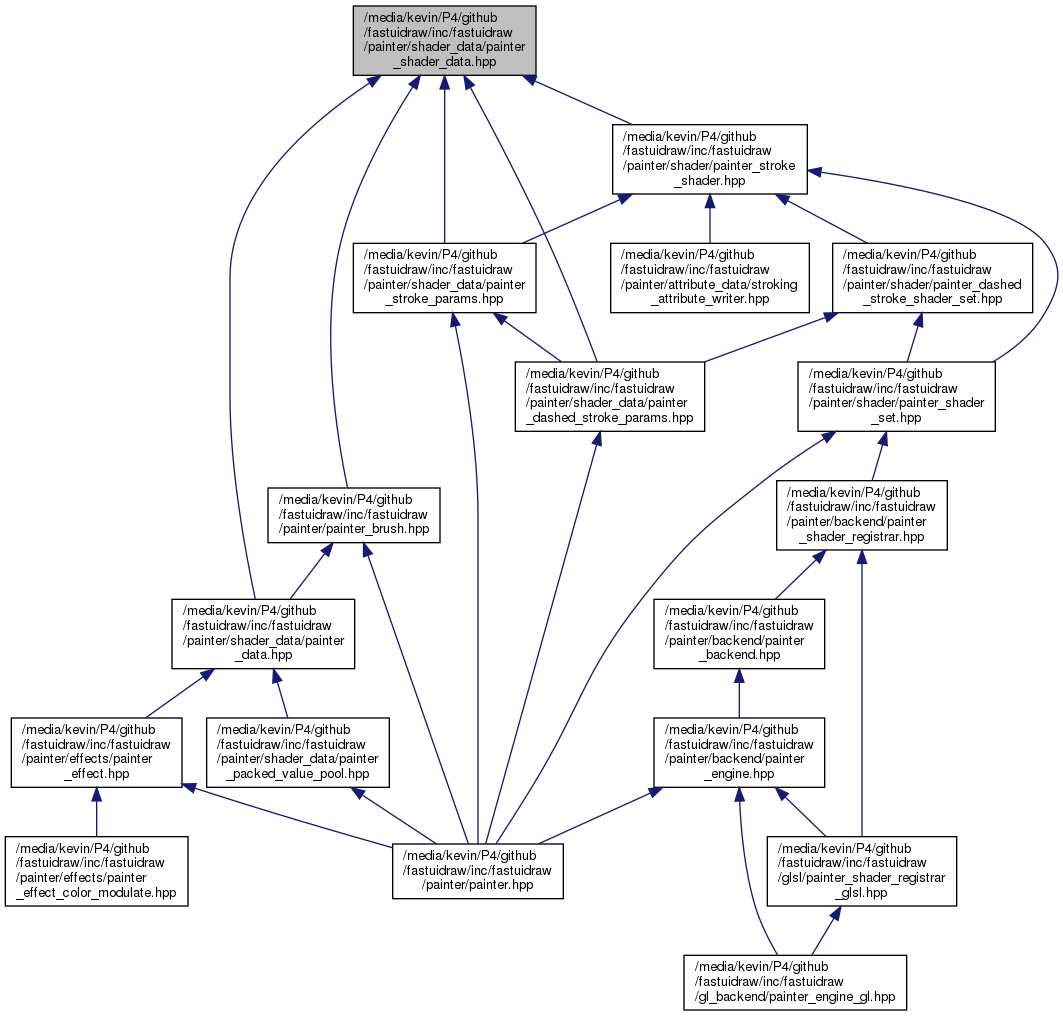 /media/kevin/P4/github
/fastuidraw/inc/fastuidraw
/painter/shader_data/painter
_shader_data.hpp
/media/kevin/P4/github
/fastuidraw/inc/fastuidraw
/painter/shader/painter_stroke
_shader.hpp
/media/kevin/P4/github
/fastuidraw/inc/fastuidraw
/painter/shader_data/painter
_stroke_params.hpp
/media/kevin/P4/github
/fastuidraw/inc/fastuidraw
/painter/attribute_data/stroking
_attribute_writer.hpp
/media/kevin/P4/github
/fastuidraw/inc/fastuidraw
/painter/shader/painter_dashed
_stroke_shader_set.hpp
/media/kevin/P4/github
/fastuidraw/inc/fastuidraw
/painter/shader_data/painter
_dashed_stroke_params.hpp
/media/kevin/P4/github
/fastuidraw/inc/fastuidraw
/painter/shader/painter_shader
_set.hpp
/media/kevin/P4/github
/fastuidraw/inc/fastuidraw
/painter/painter_brush.hpp
/media/kevin/P4/github
/fastuidraw/inc/fastuidraw
/painter/backend/painter
_shader_registrar.hpp
/media/kevin/P4/github
/fastuidraw/inc/fastuidraw
/painter/shader_data/painter
_data.hpp
/media/kevin/P4/github
/fastuidraw/inc/fastuidraw
/painter/backend/painter
_backend.hpp
/media/kevin/P4/github
/fastuidraw/inc/fastuidraw
/painter/effects/painter
_effect.hpp
/media/kevin/P4/github
/fastuidraw/inc/fastuidraw
/painter/shader_data/painter
_packed_value_pool.hpp
/media/kevin/P4/github
/fastuidraw/inc/fastuidraw
/painter/backend/painter
_engine.hpp
/media/kevin/P4/github
/fastuidraw/inc/fastuidraw
/painter/effects/painter
_effect_color_modulate.hpp
/media/kevin/P4/github
/fastuidraw/inc/fastuidraw
/painter/painter.hpp
/media/kevin/P4/github
/fastuidraw/inc/fastuidraw
/glsl/painter_shader_registrar
_glsl.hpp
/media/kevin/P4/github
/fastuidraw/inc/fastuidraw
/gl_backend/painter_engine_gl.hpp